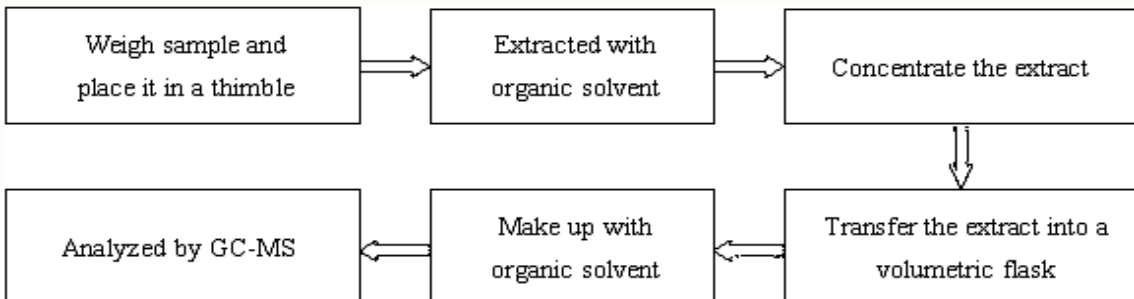 Weigh sample and
place it in a thimble
Extracted with
organic solvent
Concentrate the extract
Transfer the extract into a
volumetric flask
Make up with
organic solvent
Analyzed by GC-MS